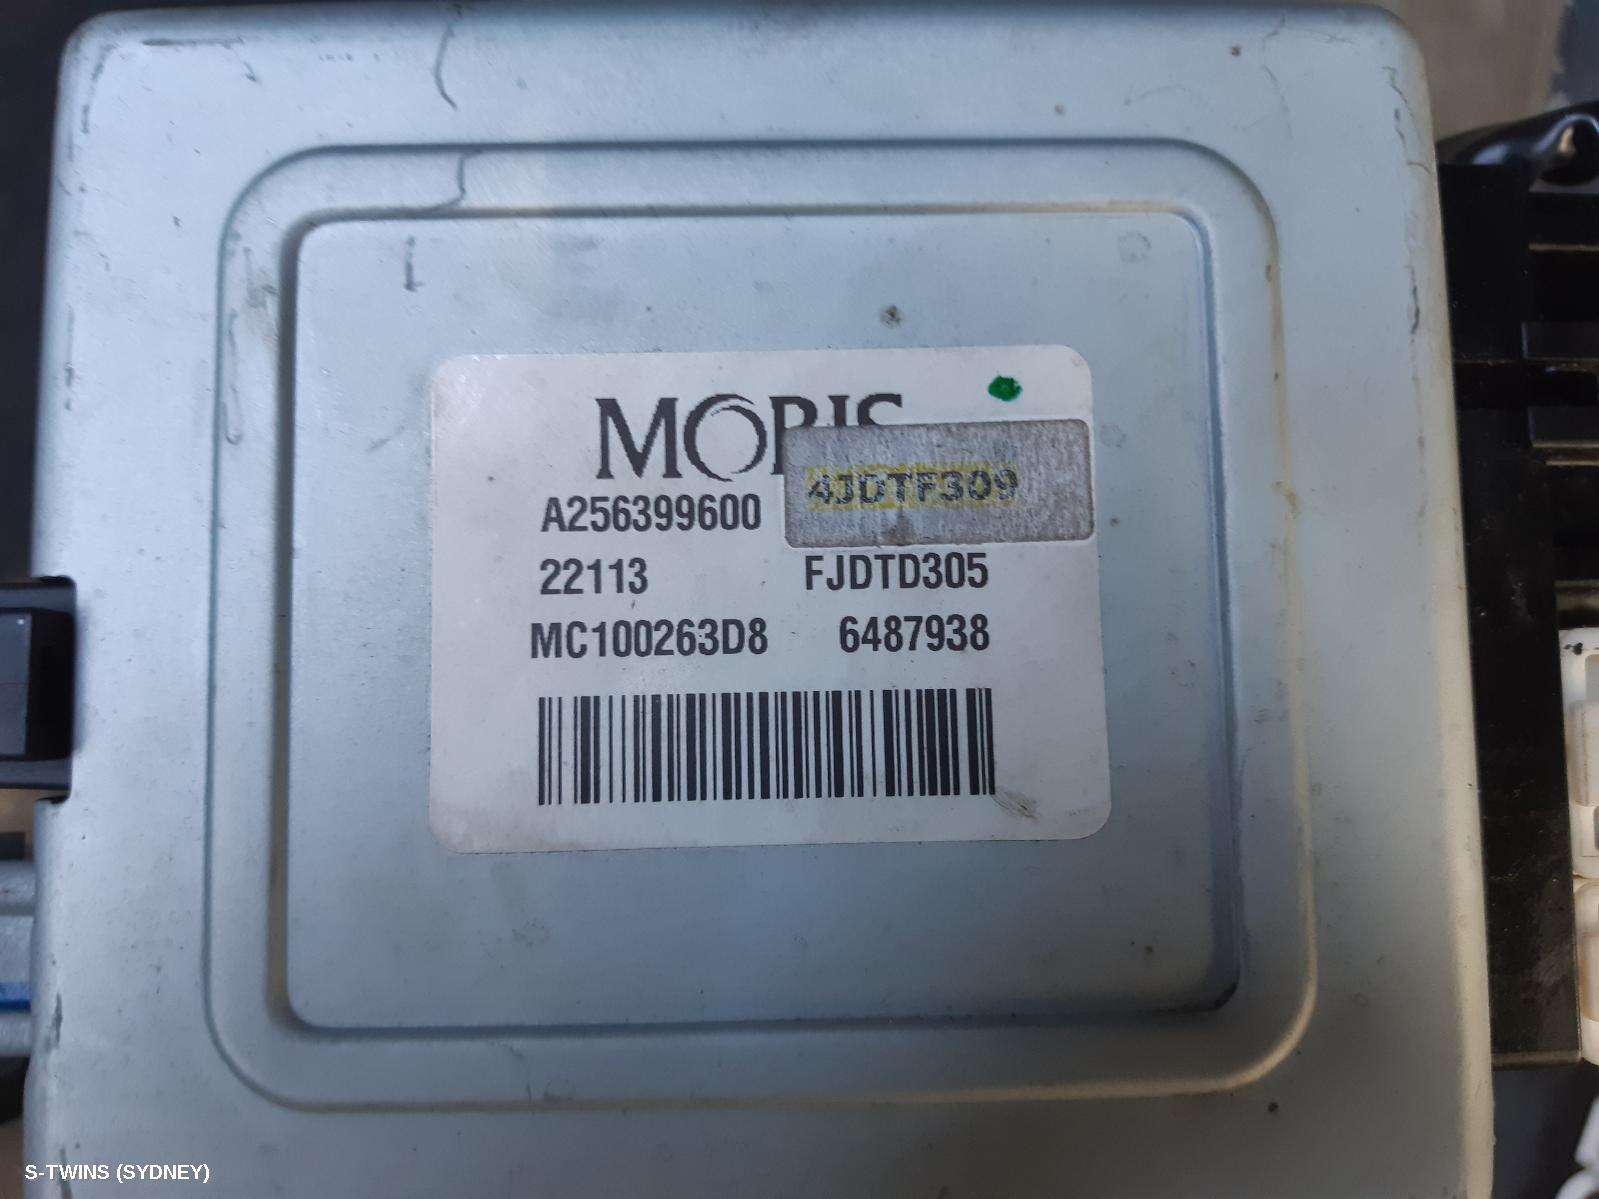 MOBIS
4JDTF309
A256399600
22113 FJDTD305
MC100263D8 6487938
S-TWINS (SYDNEY)